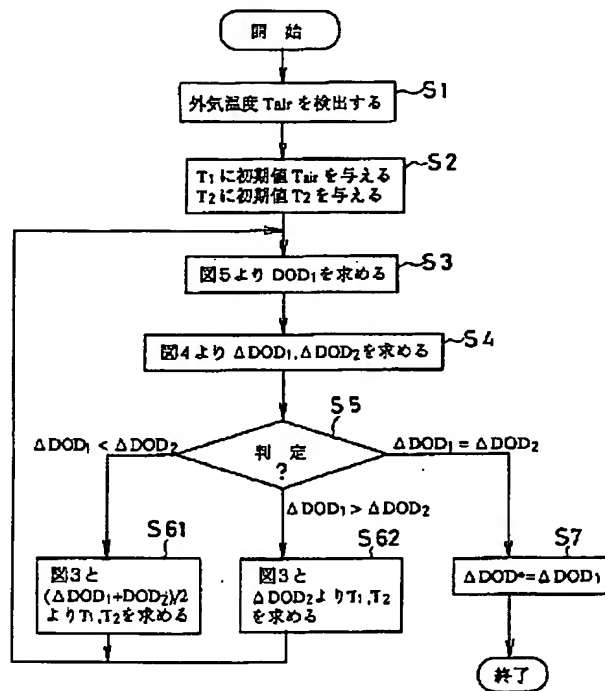 開始
外気温度 Tairを検出する
S1
T₁に初期値Tairを与える
T₂に初期値T₂を与える
S2
図5より DOD₁を求める
S3
図4より ΔDOD₁,ΔDOD₂を求める
S4
S5
ΔDOD₁<ΔDOD₂
判定
?
ΔDOD₁=ΔDOD₂
ΔDOD₁>ΔDOD₂
S61
図3と
(ΔDOD₁+DOD₂)/2
よりT₁,T₂を求める
S62
図3と
ΔDOD₂よりT₁,T₂
を求める
S7
ΔDOD*=ΔDOD₁
終了